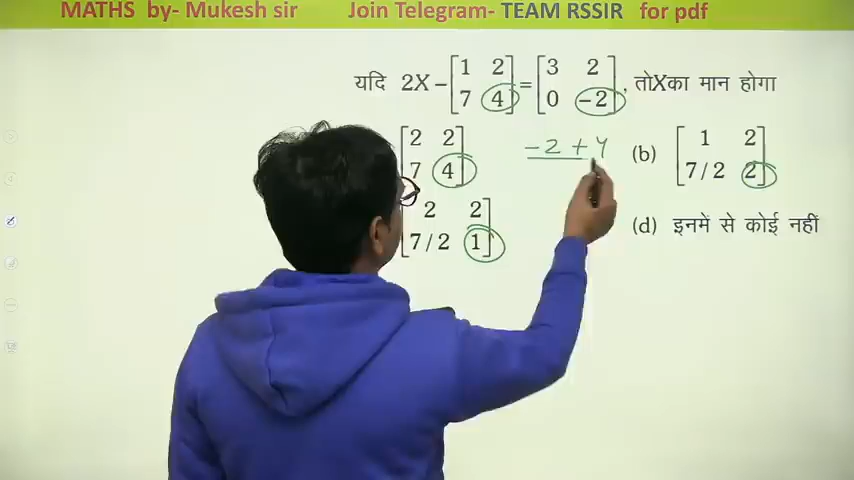 MATHS by- Mukesh sir Join Telegram- TEAM RSSIR for pdf
यदि 2X - [1 2; 7 4] = [3 2; 0 -2], तोXका मान होगा
[2 2; 7 4]
-2 + 4
(b) [1 2; 7/2 2]
[2 2; 7/2 1]
(d) इनमें से कोई नहीं